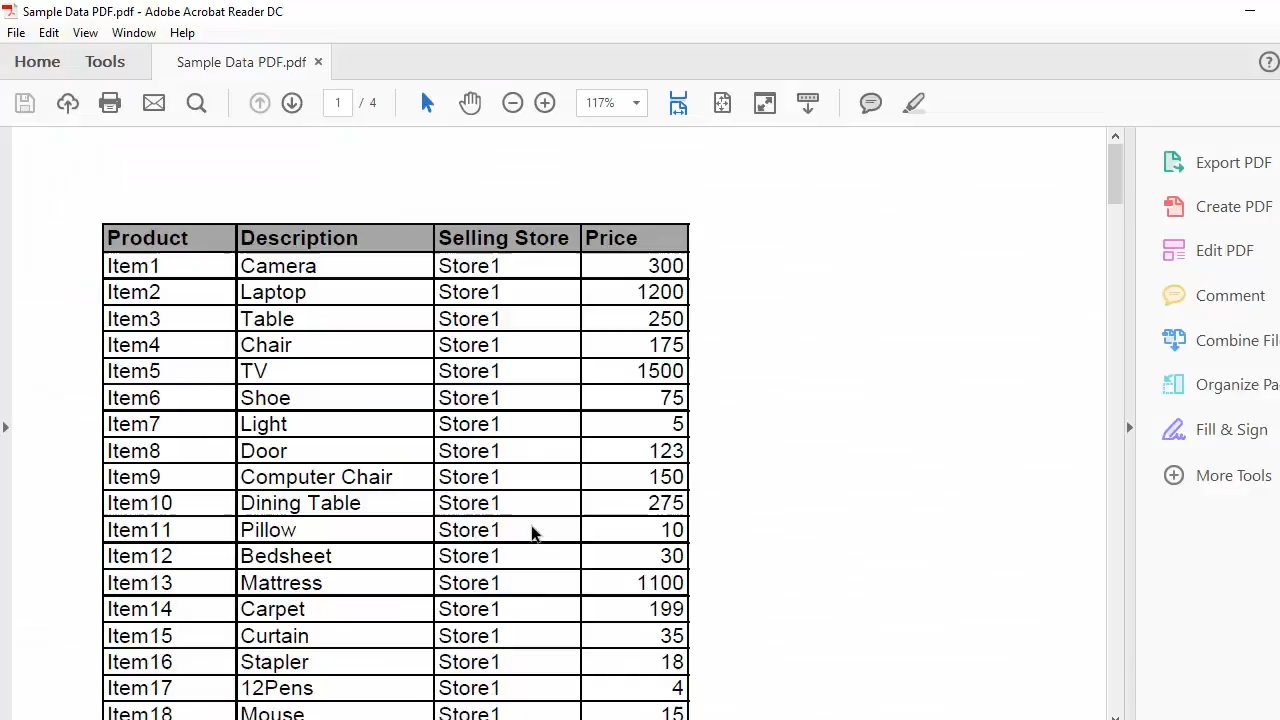 Sample Data PDF.pdf - Adobe Acrobat Reader DC
File Edit View Window Help
Home Tools Sample Data PDF.pdf ×
1 / 4 117%
Export PDF
Create PDF
Edit PDF
Comment
Combine Fil
Organize Pa
Fill & Sign
More Tools
Product Description Selling Store Price
Item1 Camera Store1 300
Item2 Laptop Store1 1200
Item3 Table Store1 250
Item4 Chair Store1 175
Item5 TV Store1 1500
Item6 Shoe Store1 75
Item7 Light Store1 5
Item8 Door Store1 123
Item9 Computer Chair Store1 150
Item10 Dining Table Store1 275
Item11 Pillow Store1 10
Item12 Bedsheet Store1 30
Item13 Mattress Store1 1100
Item14 Carpet Store1 199
Item15 Curtain Store1 35
Item16 Stapler Store1 18
Item17 12Pens Store1 4
Item18 Mouse Store1 15